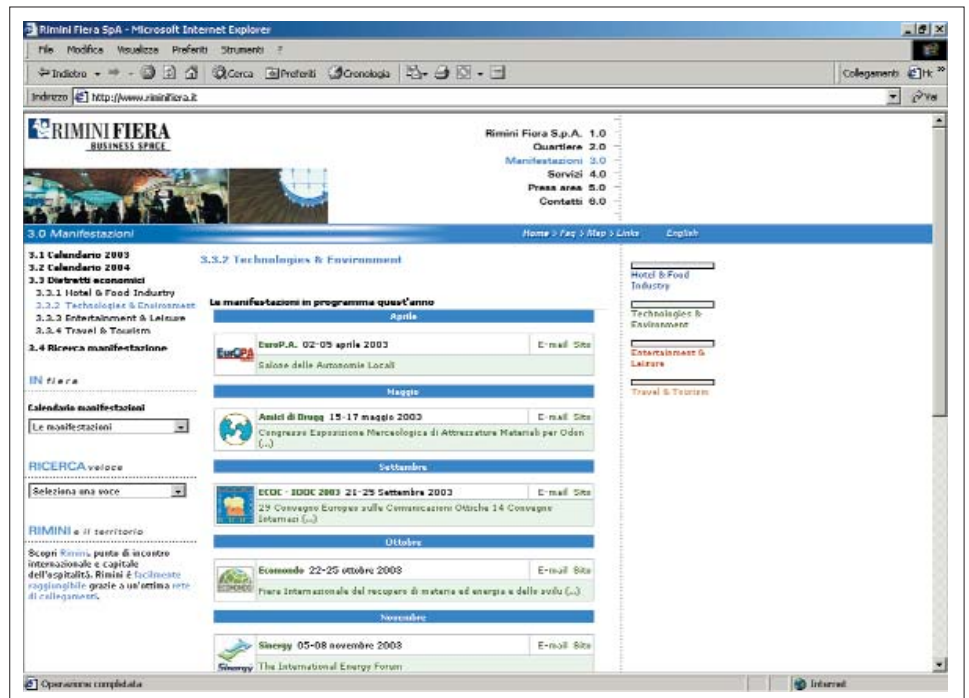 Rimini Fiera SpA - Microsoft Internet Explorer
File Modifica Visualizza Preferiti Strumenti ?
Indietro Cerca Preferiti Cronologia Collegamenti
Indirizzo http://www.riminifiera.it Vai
RIMINI FIERA
BUSINESS SPACE
Rimini Fiera S.p.A. 1.0
Quartiere 2.0
Manifestazioni 3.0
Servizi 4.0
Press area 5.0
Contatti 6.0
3.0 Manifestazioni
Home > Faq > Map > Links English
3.1 Calendario 2003
3.2 Calendario 2004
3.3 Distretti economici
3.3.1 Hotel & Food Industry
3.3.2 Technologies & Environment
3.3.3 Entertainment & Leisure
3.3.4 Travel & Tourism
3.4 Ricerca manifestazione
IN fiera
Calendario manifestazioni
Le manifestazioni
RICERCA veloce
Seleziona una voce
RIMINI e il territorio
Scopri Rimini, punto di incontro
internazionale e capitale
dell'ospitalità. Rimini è facilmente
raggiungibile grazie a un'ottima rete
di collegamenti.
3.3.2 Technologies & Environment
Le manifestazioni in programma quest'anno
Aprile
EuroPA
EuroP.A. 02-05 aprile 2003 E-mail Site
Salone delle Autonomie Locali
Maggio
Amici di Brugg 15-17 maggio 2003 E-mail Site
Congresso Esposizione Merceologica di Attrezzature Materiali per Odon
(...)
Settembre
ECOC - IOOC 2003 21-25 Settembre 2003 E-mail Site
29 Convegno Europeo sulle Comunicazioni Ottiche 14 Convegno
Internazi (...)
Ottobre
ECOMONDO
Ecomondo 22-25 ottobre 2003 E-mail Site
Fiera Internazionale del recupero di materia ed energia e dello svilu (...)
Novembre
Sinergy
Sinergy 05-08 novembre 2003 E-mail Site
The International Energy Forum
Hotel & Food
Industry
Technologies &
Environment
Entertainment &
Leisure
Travel & Tourism
Operazione completata
Internet